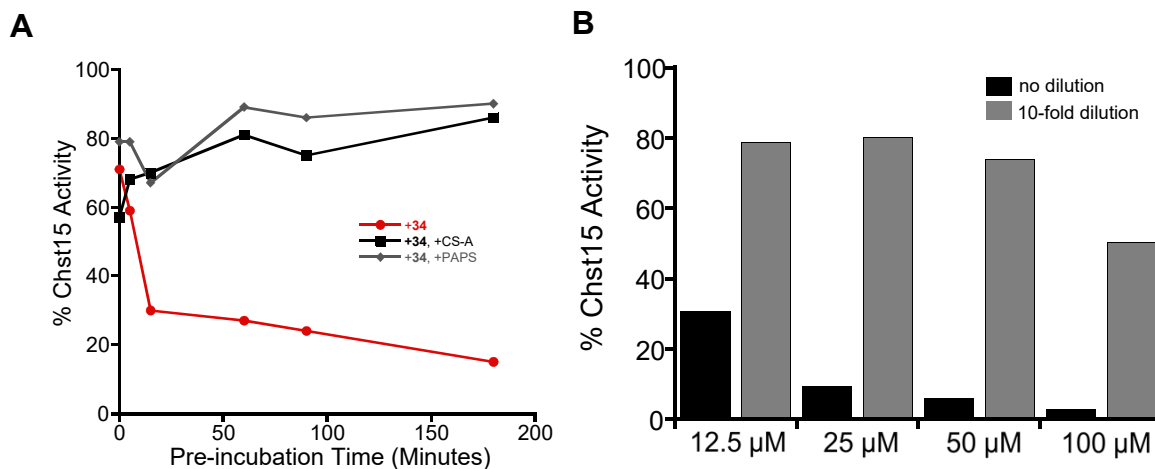 A
% Chst15 Activity
100
80
60
40
20
0
0
50
100
150
200
Pre-incubation Time (Minutes)
+34
+34, +CS-A
+34, +PAPS
B
% Chst15 Activity
100
80
60
40
20
0
no dilution
10-fold dilution
12.5 µM
25 µM
50 µM
100 µM